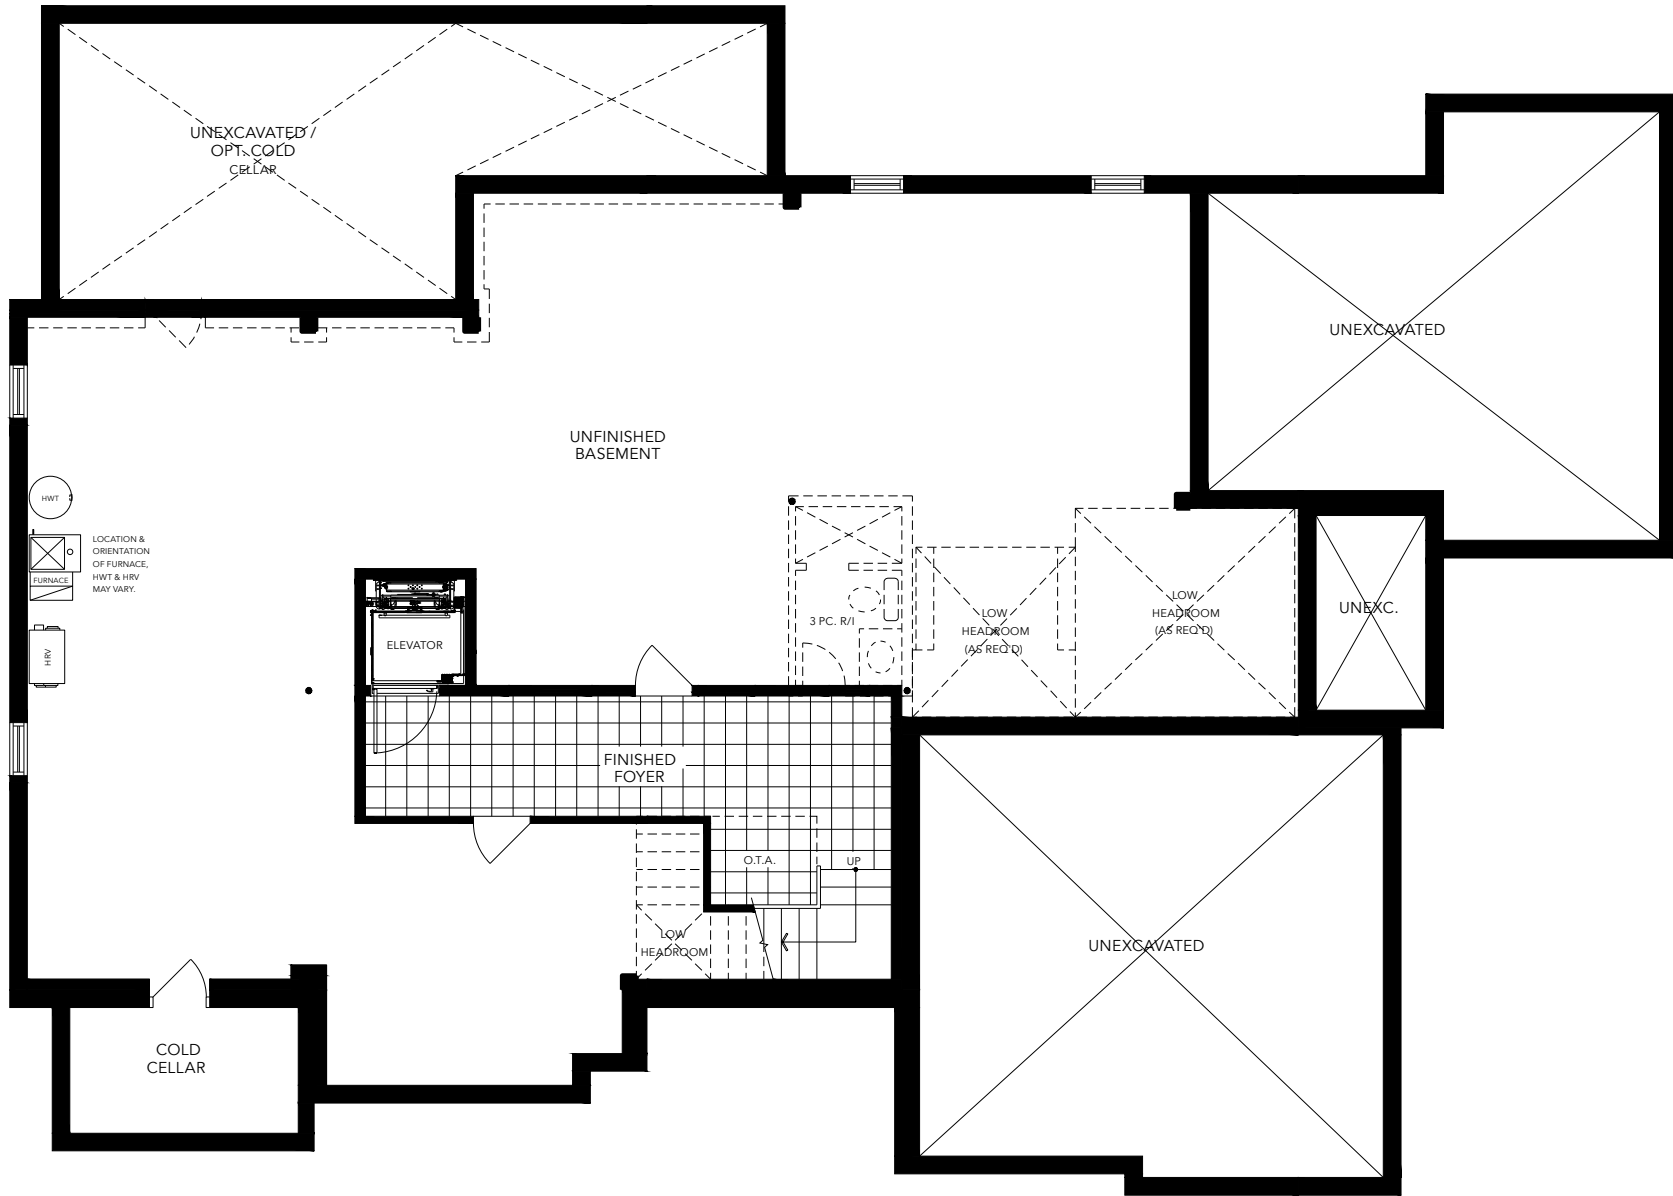 UNEXCAVATED /
OPT. COLD
CELLAR
UNEXCAVATED
UNFINISHED
BASEMENT
HWT
LOCATION &
ORIENTATION
OF FURNACE,
HWT & HRV
MAY VARY.
FURNACE
HRV
ELEVATOR
3 PC. R/I
LOW
HEADROOM
(AS REQ'D)
LOW
HEADROOM
(AS REQ'D)
UNEXC.
FINISHED
FOYER
O.T.A.
UP
LOW
HEADROOM
UNEXCAVATED
COLD
CELLAR